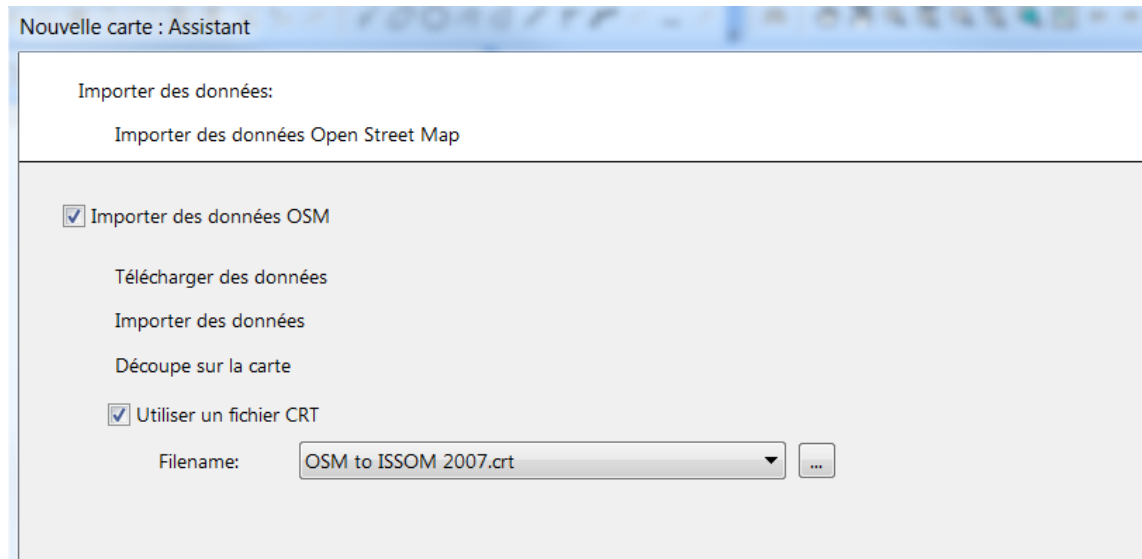 Nouvelle carte : Assistant
Importer des données:
Importer des données Open Street Map
Importer des données OSM
Télécharger des données
Importer des données
Découpe sur la carte
Utiliser un fichier CRT
Filename: OSM to ISSOM 2007.crt ...